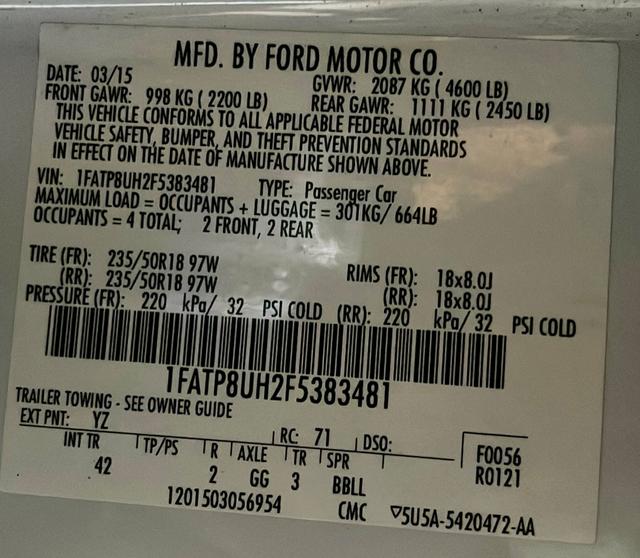 MFD. BY FORD MOTOR CO.
DATE: 03/15 GVWR: 2087 KG ( 4600 LB)
FRONT GAWR: 998 KG ( 2200 LB) REAR GAWR: 1111 KG ( 2450 LB)
THIS VEHICLE CONFORMS TO ALL APPLICABLE FEDERAL MOTOR
VEHICLE SAFETY, BUMPER, AND THEFT PREVENTION STANDARDS
IN EFFECT ON THE DATE OF MANUFACTURE SHOWN ABOVE.
VIN: 1FATP8UH2F5383481 TYPE: Passenger Car
MAXIMUM LOAD = OCCUPANTS + LUGGAGE = 301KG/ 664LB
OCCUPANTS = 4 TOTAL; 2 FRONT, 2 REAR
TIRE (FR): 235/50R18 97W RIMS (FR): 18x8.0J
(RR): 235/50R18 97W (RR): 18x8.0J
PRESSURE (FR): 220 kPa/ 32 PSI COLD (RR): 220 kPa/ 32 PSI COLD
1FATP8UH2F5383481
TRAILER TOWING - SEE OWNER GUIDE
EXT PNT: YZ RC: 71 DSO: F0056
INT TR TP/PS R AXLE TR SPR R0121
42 2 GG 3 BBLL
1201503056954 CMC ▽5U5A-5420472-AA